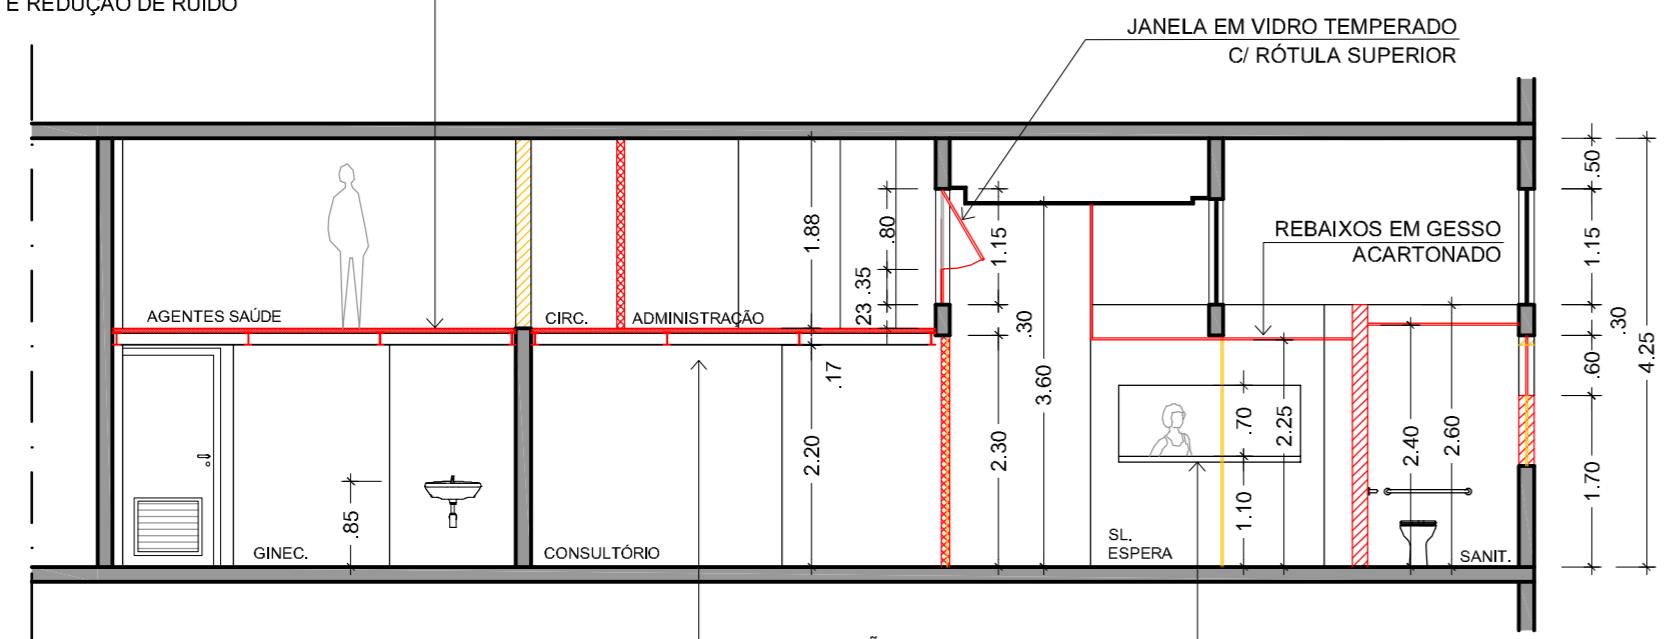 E REDUÇÃO DE RUÍDO
JANELA EM VIDRO TEMPERADO
C/ RÓTULA SUPERIOR
REBAIXOS EM GESSO
ACARTONADO
AGENTES SAÚDE
CIRC.
ADMINISTRAÇÃO
1.88
.80
.35
.23
1.15
.30
3.60
.50
1.15
.30
.60
4.25
1.70
.17
2.20
2.30
.70
1.10
2.25
2.40
2.60
.85
GINEC.
CONSULTÓRIO
SL.
ESPERA
SANIT.